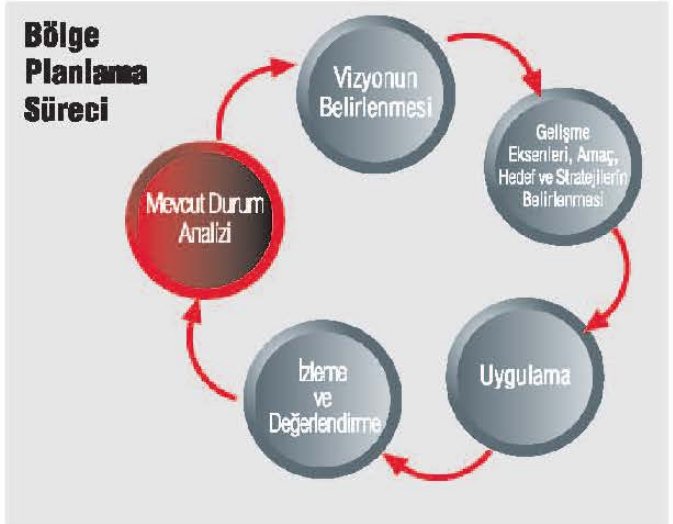 Bölge
Planlama
Süreci
Mevcut Durum
Analizi
Vizyonun
Belirlenmesi
Gelişme
Eksenleri, Amaç,
Hedef ve Stratejilerin
Belirlenmesi
Uygulama
İzleme
ve
Değerlendirme